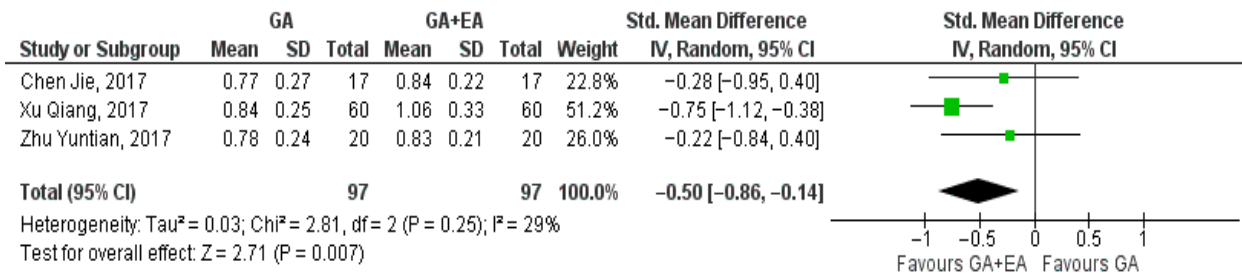 GA GA+EA Std. Mean Difference Std. Mean Difference
Study or Subgroup Mean SD Total Mean SD Total Weight IV, Random, 95% CI IV, Random, 95% CI
Chen Jie, 2017 0.77 0.27 17 0.84 0.22 17 22.8% −0.28 [−0.95, 0.40]
Xu Qiang, 2017 0.84 0.25 60 1.06 0.33 60 51.2% −0.75 [−1.12, −0.38]
Zhu Yuntian, 2017 0.78 0.24 20 0.83 0.21 20 26.0% −0.22 [−0.84, 0.40]
Total (95% CI) 97 97 100.0% −0.50 [−0.86, −0.14]
Heterogeneity: Tau² = 0.03; Chi² = 2.81, df = 2 (P = 0.25); I² = 29%
Test for overall effect: Z = 2.71 (P = 0.007)
−1 −0.5 0 0.5 1
Favours GA+EA Favours GA